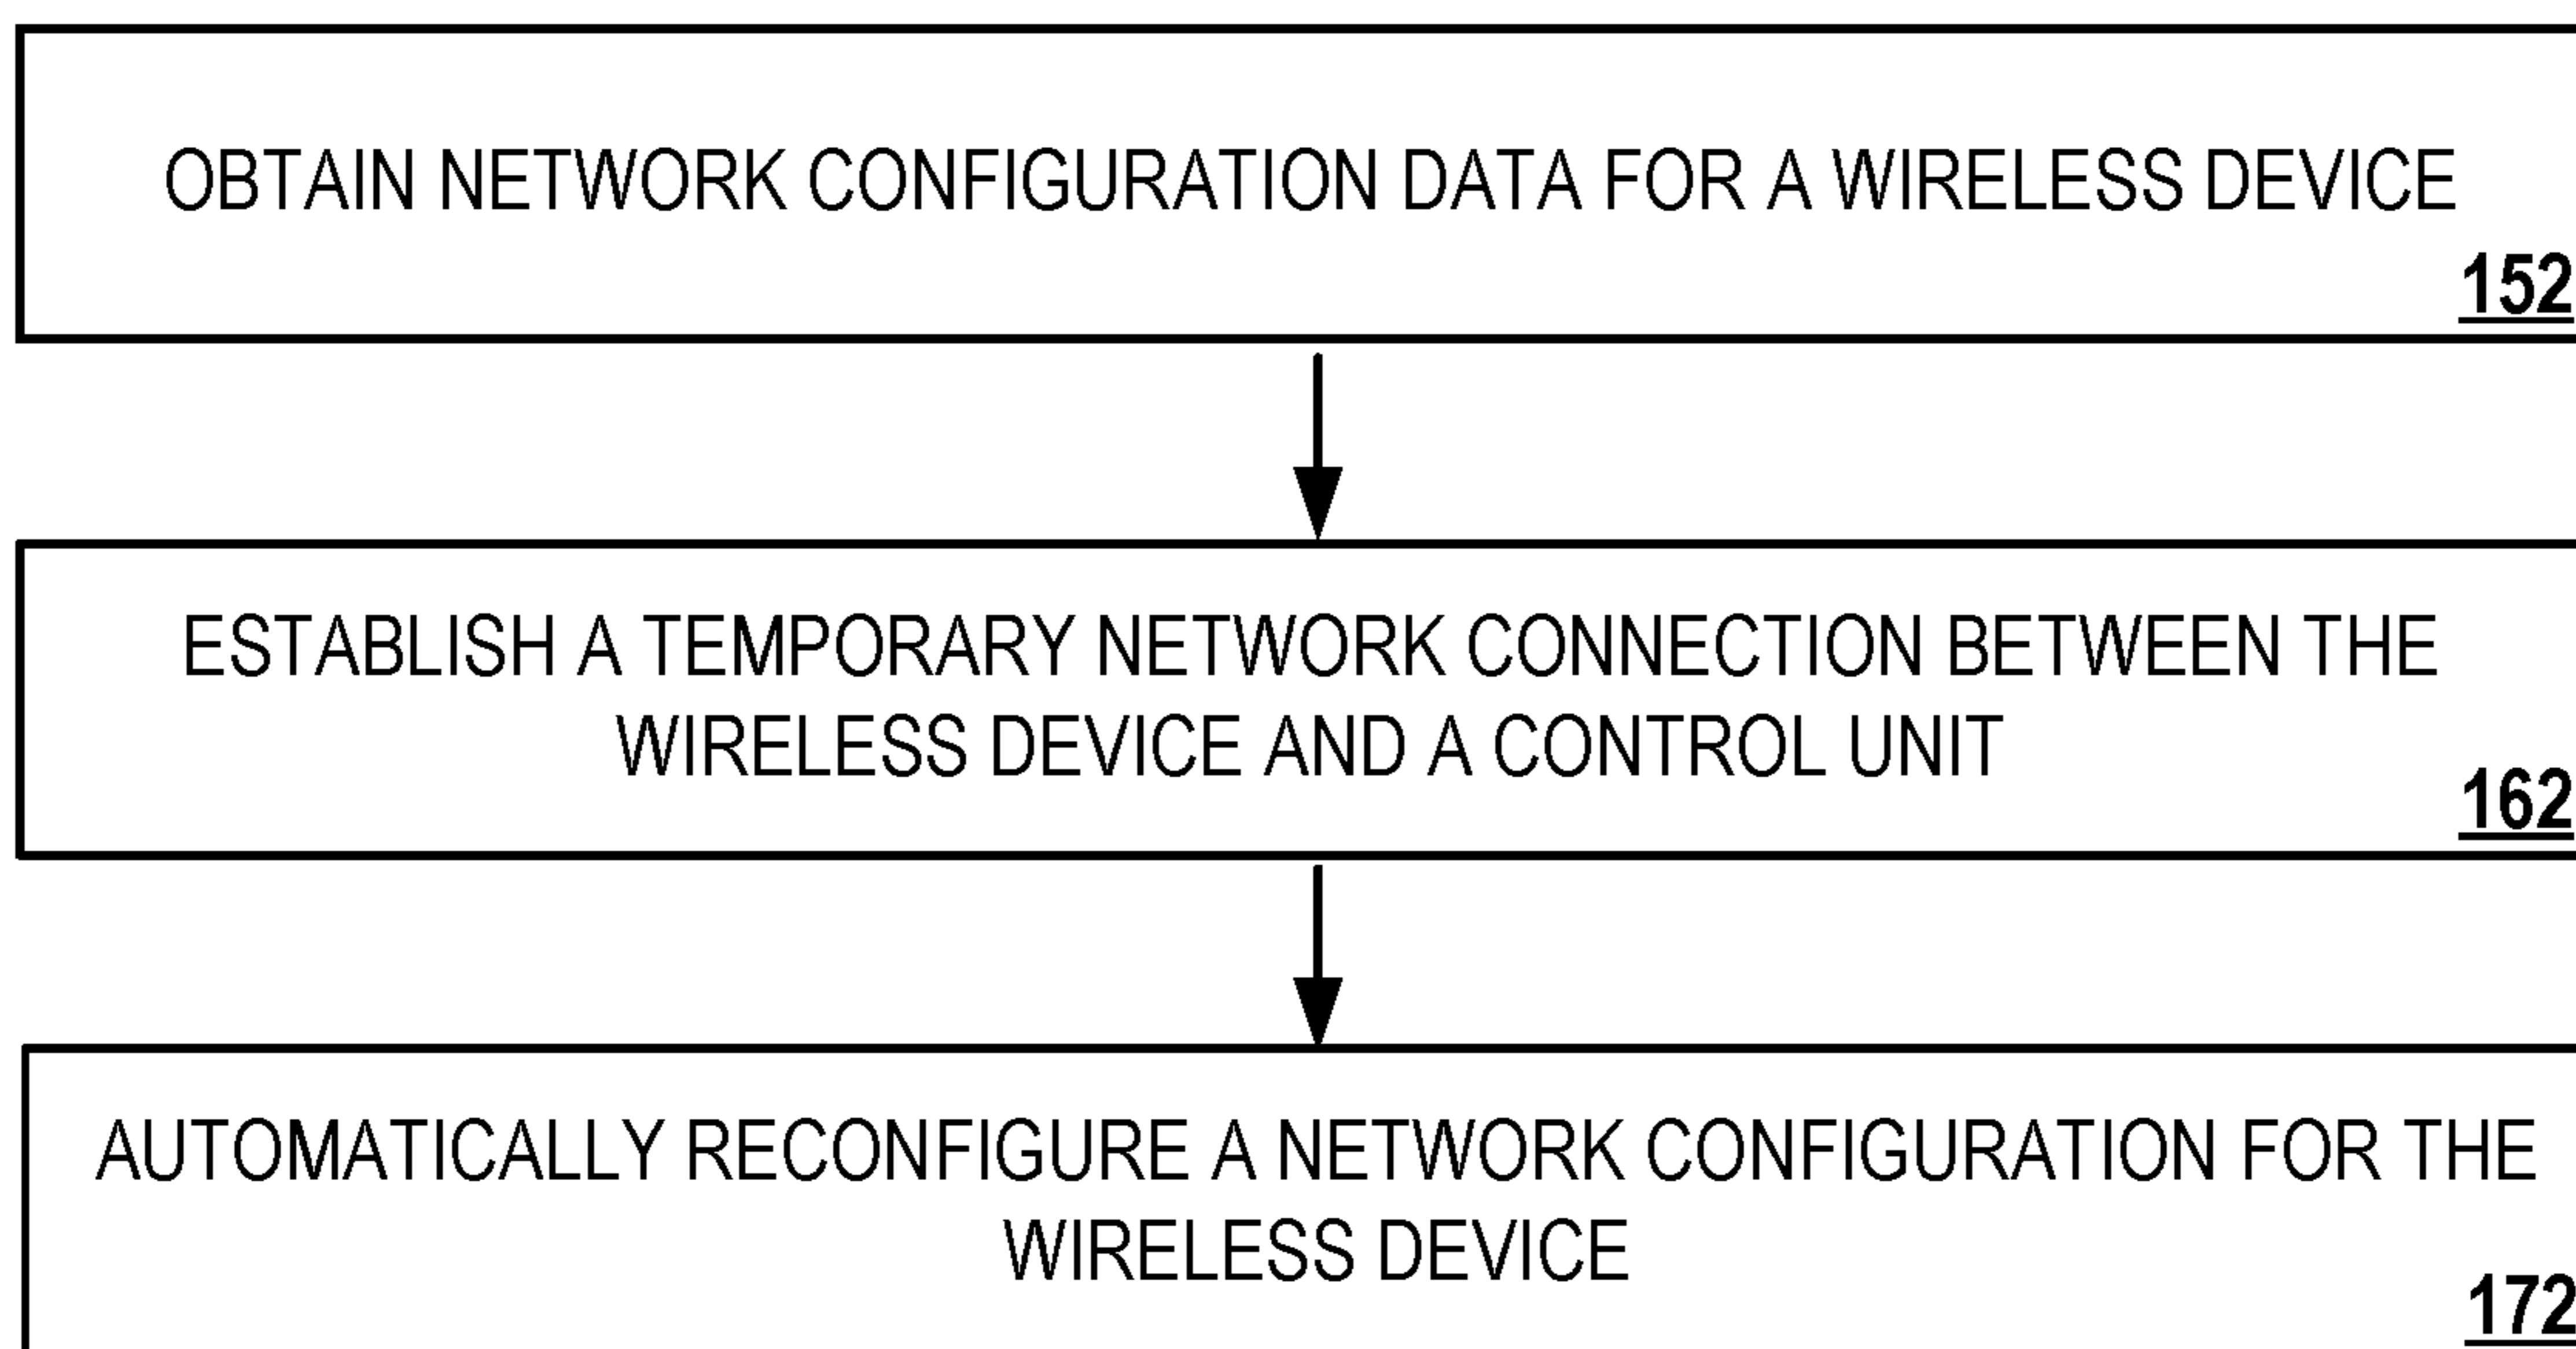 OBTAIN NETWORK CONFIGURATION DATA FOR A WIRELESS DEVICE
152
ESTABLISH A TEMPORARY NETWORK CONNECTION BETWEEN THE
WIRELESS DEVICE AND A CONTROL UNIT
162
AUTOMATICALLY RECONFIGURE A NETWORK CONFIGURATION FOR THE
WIRELESS DEVICE
172